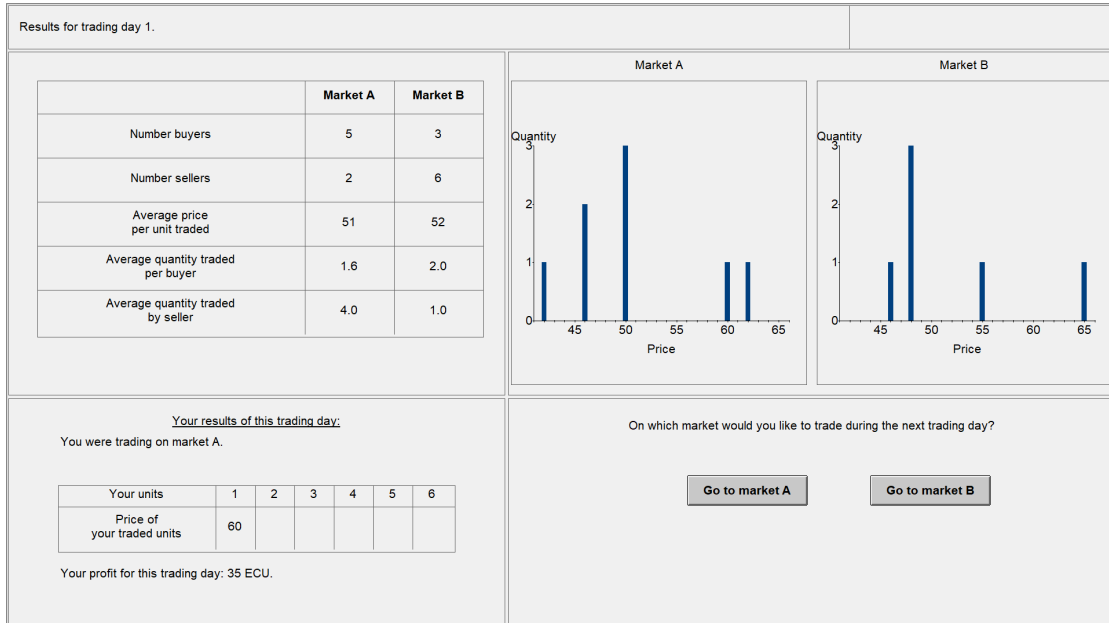 Results for trading day 1.
Market A Market B
Number buyers 5 3
Number sellers 2 6
Average price
per unit traded 51 52
Average quantity traded
per buyer 1.6 2.0
Average quantity traded
by seller 4.0 1.0
Market A
Quantity
3
2
1
0
45 50 55 60 65
Price
Market B
Quantity
3
2
1
0
45 50 55 60 65
Price
Your results of this trading day:
You were trading on market A.
Your units 1 2 3 4 5 6
Price of
your traded units 60
Your profit for this trading day: 35 ECU.
On which market would you like to trade during the next trading day?
Go to market A Go to market B